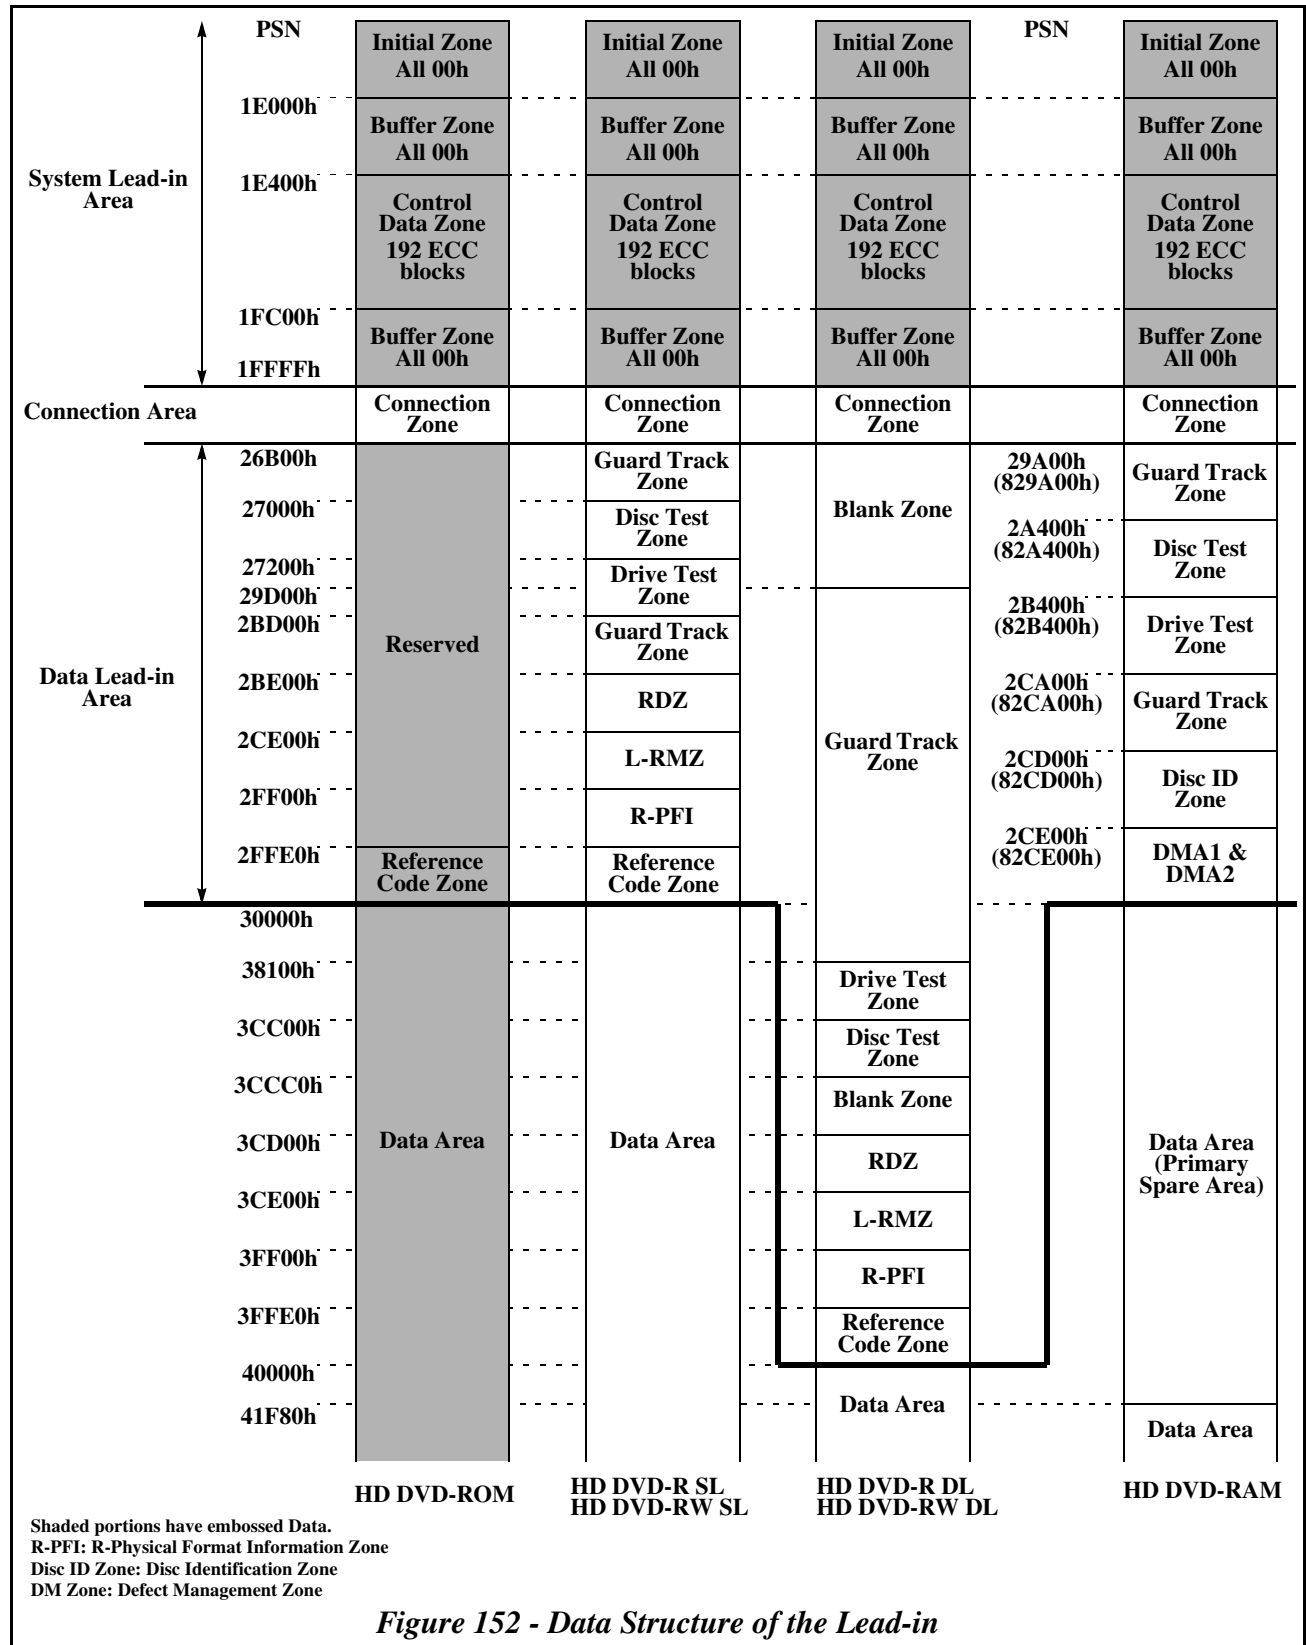 PSN
PSN
Initial Zone
All 00h
Initial Zone
All 00h
Initial Zone
All 00h
Initial Zone
All 00h
1E000h
Buffer Zone
All 00h
Buffer Zone
All 00h
Buffer Zone
All 00h
Buffer Zone
All 00h
System Lead-in
Area
1E400h
Control
Data Zone
192 ECC
blocks
Control
Data Zone
192 ECC
blocks
Control
Data Zone
192 ECC
blocks
Control
Data Zone
192 ECC
blocks
1FC00h
1FFFFh
Buffer Zone
All 00h
Buffer Zone
All 00h
Buffer Zone
All 00h
Buffer Zone
All 00h
Connection Area
Connection
Zone
Connection
Zone
Connection
Zone
Connection
Zone
Data Lead-in
Area
26B00h
27000h
27200h
29D00h
2BD00h
2BE00h
2CE00h
2FF00h
2FFE0h
30000h
38100h
3CC00h
3CCC0h
3CD00h
3CE00h
3FF00h
3FFE0h
40000h
41F80h
Reserved
Reference
Code Zone
Data Area
Guard Track
Zone
Disc Test
Zone
Drive Test
Zone
Guard Track
Zone
RDZ
L-RMZ
R-PFI
Reference
Code Zone
Data Area
Blank Zone
Guard Track
Zone
Drive Test
Zone
Disc Test
Zone
Blank Zone
RDZ
L-RMZ
R-PFI
Reference
Code Zone
Data Area
29A00h
(829A00h)
2A400h
(82A400h)
2B400h
(82B400h)
2CA00h
(82CA00h)
2CD00h
(82CD00h)
2CE00h
(82CE00h)
Guard Track
Zone
Disc Test
Zone
Drive Test
Zone
Guard Track
Zone
Disc ID
Zone
DMA1 &
DMA2
Data Area
(Primary
Spare Area)
Data Area
HD DVD-ROM
HD DVD-R SL
HD DVD-RW SL
HD DVD-R DL
HD DVD-RW DL
HD DVD-RAM
Shaded portions have embossed Data.
R-PFI: R-Physical Format Information Zone
Disc ID Zone: Disc Identification Zone
DM Zone: Defect Management Zone
Figure 152 - Data Structure of the Lead-in